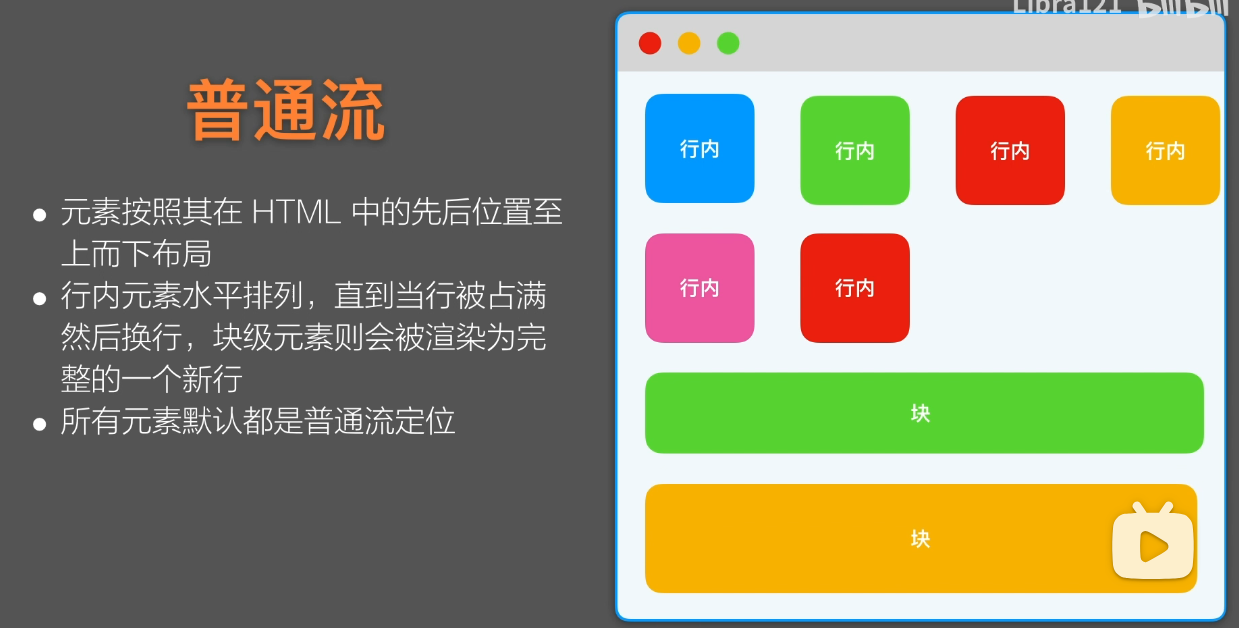 Libra121 bilibili
普通流
元素按照其在 HTML 中的先后位置至
上而下布局
行内元素水平排列，直到当行被占满
然后换行，块级元素则会被渲染为完
整的一个新行
所有元素默认都是普通流定位
行内 行内 行内 行内
行内 行内
块
块